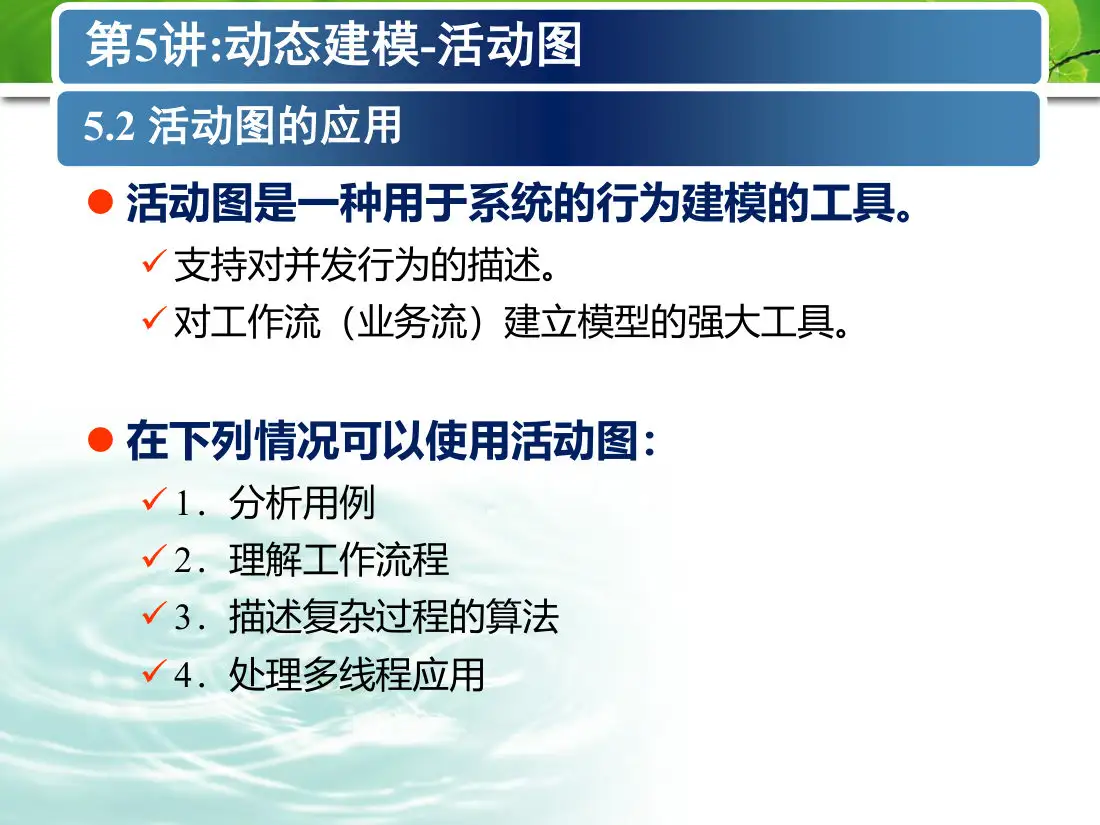 第5讲:动态建模-活动图
5.2 活动图的应用
活动图是一种用于系统的行为建模的工具。
支持对并发行为的描述。
对工作流（业务流）建立模型的强大工具。
在下列情况可以使用活动图：
1．分析用例
2．理解工作流程
3．描述复杂过程的算法
4．处理多线程应用